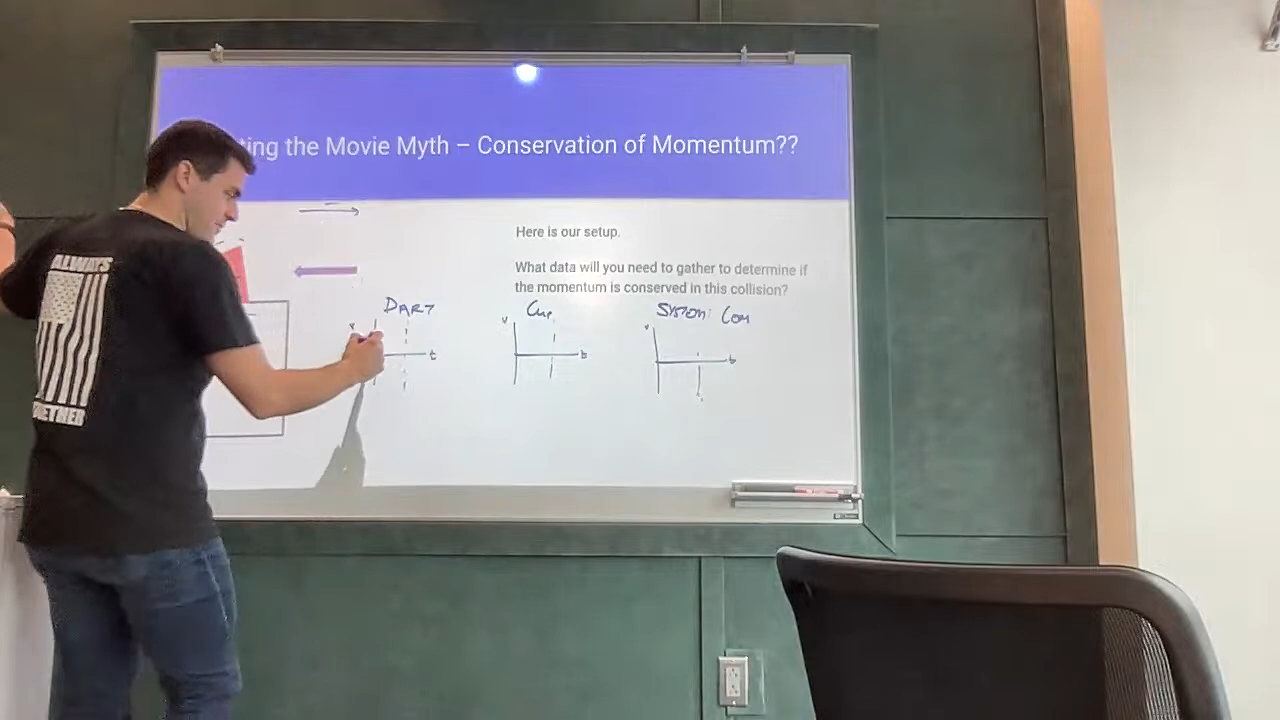 ting the Movie Myth – Conservation of Momentum??
Here is our setup.
What data will you need to gather to determine if
the momentum is conserved in this collision?
DART
CUP
SYSTEM: COM
v
t
v
t
v
t
ALWAYS
GETHER